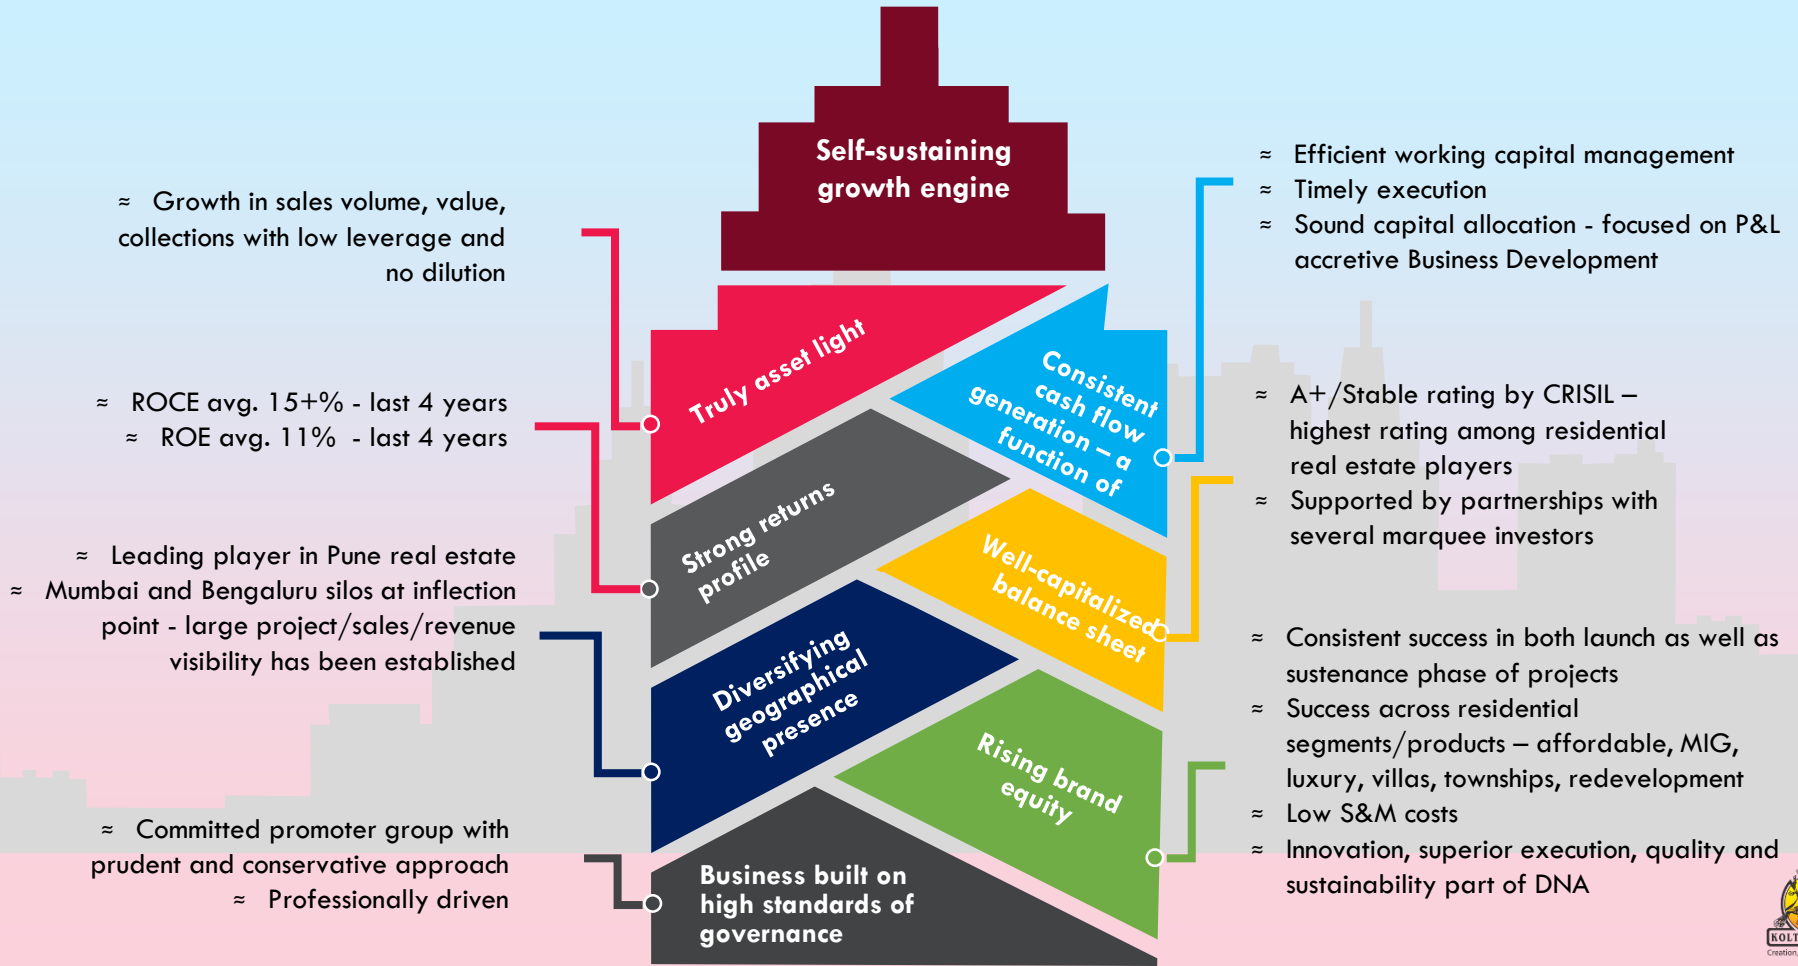 Self-sustaining
growth engine
≈ Growth in sales volume, value,
collections with low leverage and
no dilution
Truly asset light
≈ Efficient working capital management
≈ Timely execution
≈ Sound capital allocation - focused on P&L
accretive Business Development
Consistent
cash flow
generation – a
function of
≈ ROCE avg. 15+% - last 4 years
≈ ROE avg. 11% - last 4 years
Strong returns
profile
≈ A+/Stable rating by CRISIL –
highest rating among residential
real estate players
≈ Supported by partnerships with
several marquee investors
Well-capitalized
balance sheet
≈ Leading player in Pune real estate
≈ Mumbai and Bengaluru silos at inflection
point - large project/sales/revenue
visibility has been established
Diversifying
geographical
presence
≈ Consistent success in both launch as well as
sustenance phase of projects
≈ Success across residential
segments/products – affordable, MIG,
luxury, villas, townships, redevelopment
≈ Low S&M costs
≈ Innovation, superior execution, quality and
sustainability part of DNA
Rising brand
equity
≈ Committed promoter group with
prudent and conservative approach
≈ Professionally driven
Business built on
high standards of
governance
KOLT
Creation,